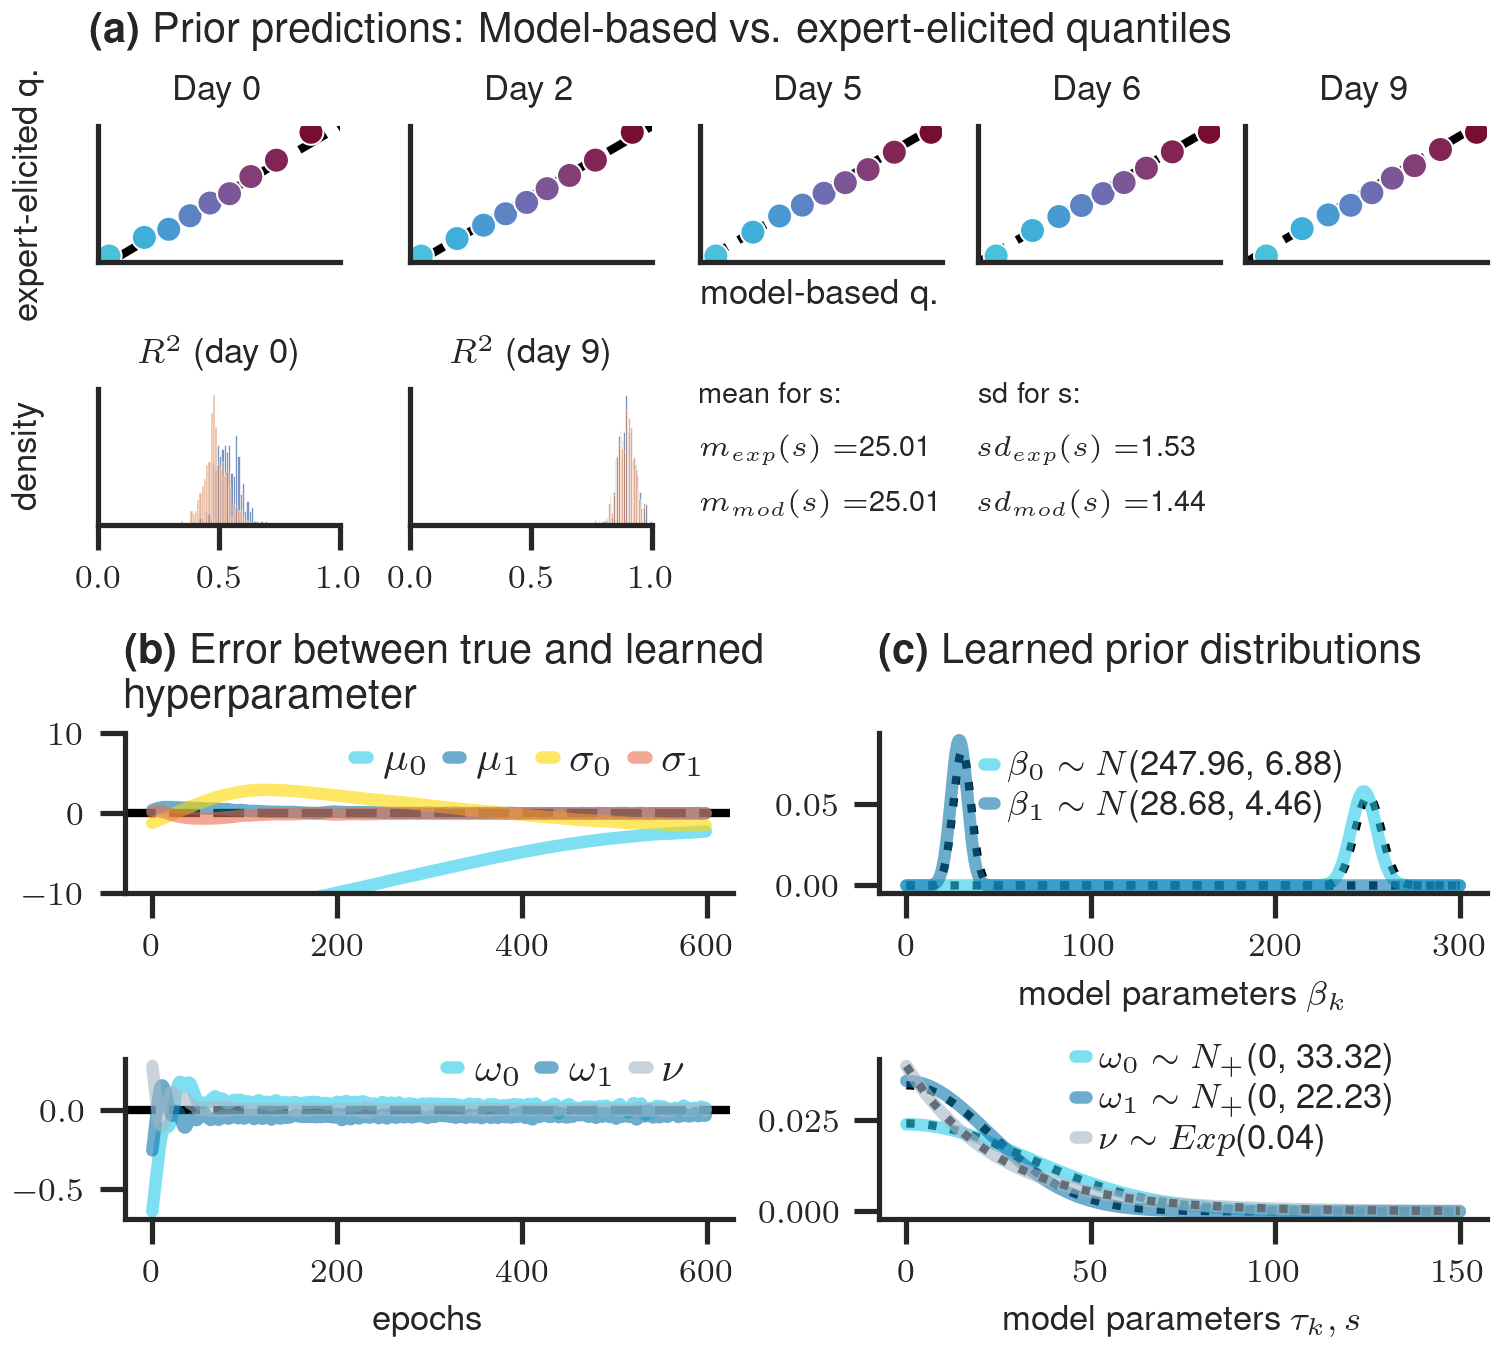 (a) Prior predictions: Model-based vs. expert-elicited quantiles
Day 0 Day 2 Day 5 Day 6 Day 9
expert-elicited q.
model-based q.
R² (day 0) R² (day 9)
density
mean for s: sd for s:
m_exp(s) =25.01 sd_exp(s) =1.53
m_mod(s) =25.01 sd_mod(s) =1.44
0.0 0.5 1.0 0.0 0.5 1.0
(b) Error between true and learned
hyperparameter
10
μ₀ μ₁ σ₀ σ₁
0
−10
0 200 400 600
ω₀ ω₁ ν
0.0
−0.5
0 200 400 600
epochs
(c) Learned prior distributions
β₀ ∼ N(247.96, 6.88)
β₁ ∼ N(28.68, 4.46)
0.05
0.00
0 100 200 300
model parameters βₖ
ω₀ ∼ N₊(0, 33.32)
ω₁ ∼ N₊(0, 22.23)
ν ∼ Exp(0.04)
0.025
0.000
0 50 100 150
model parameters τₖ, s